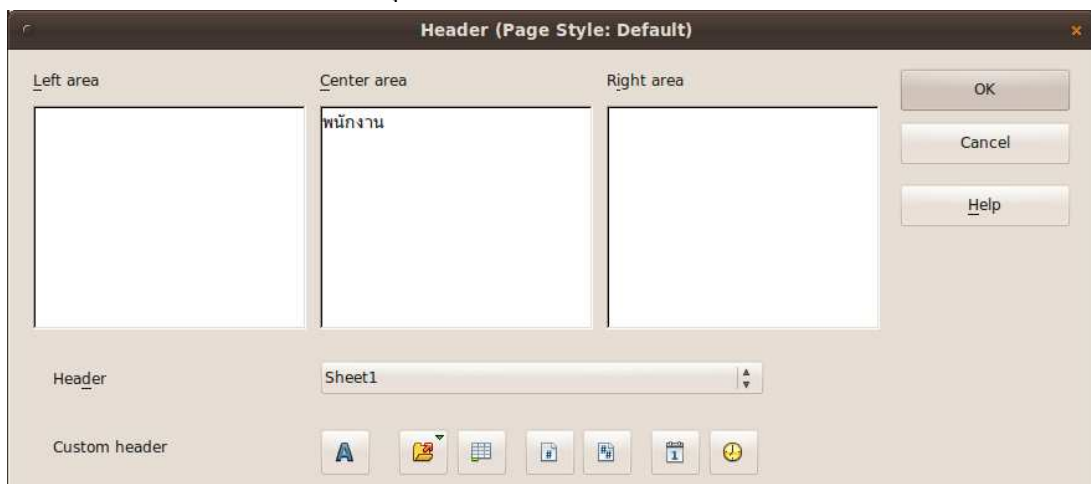 Header (Page Style: Default)
Left area
Center area
Right area
OK
พนักงาน
Cancel
Help
Header
Sheet1
Custom header